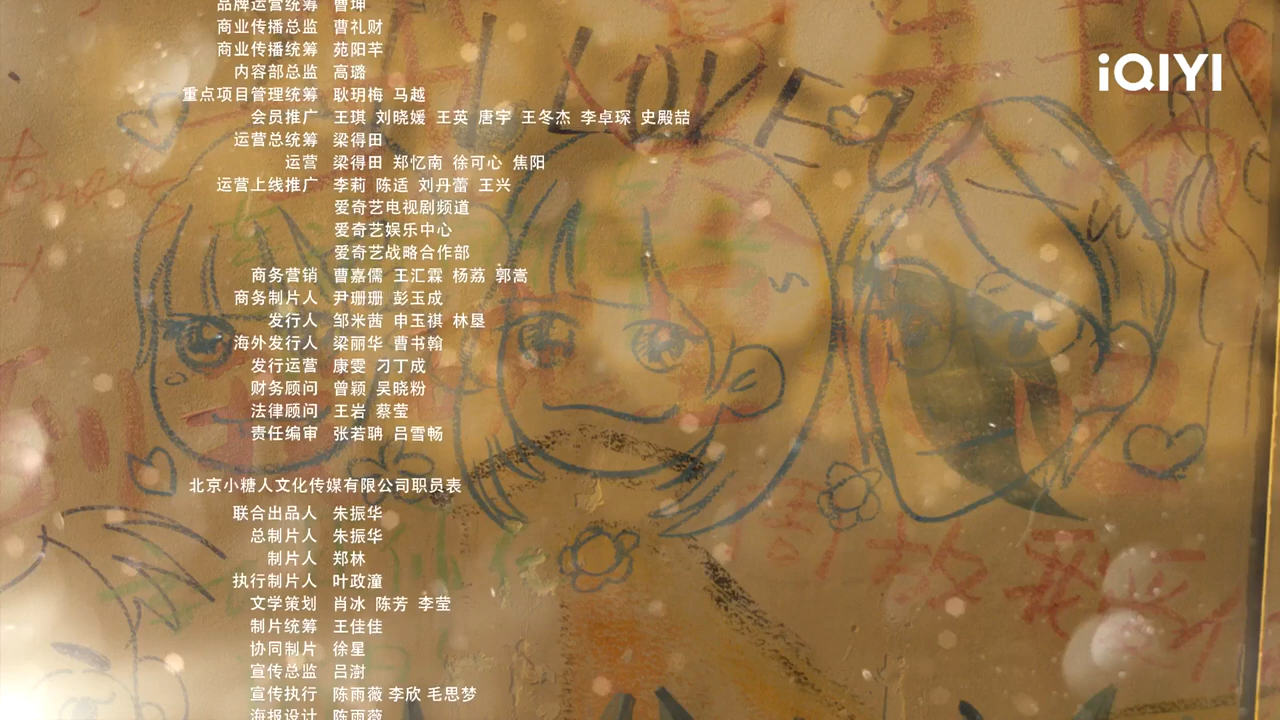 品牌运营统筹 曹坤
商业传播总监 曹礼财
商业传播统筹 苑阳芊
内容部总监 高璐
重点项目管理统筹 耿玥梅 马越
会员推广 王琪 刘晓媛 王英 唐宇 王冬杰 李卓琛 史殿喆
运营总统筹 梁得田
运营 梁得田 郑忆南 徐可心 焦阳
运营上线推广 李莉 陈适 刘丹蕾 王兴
爱奇艺电视剧频道
爱奇艺娱乐中心
爱奇艺战略合作部
商务营销 曹嘉儒 王汇霖 杨荔 郭嵩
商务制片人 尹珊珊 彭玉成
发行人 邹米茜 申玉祺 林垦
海外发行人 梁丽华 曹书翰
发行运营 康雯 刁丁成
财务顾问 曾颖 吴晓粉
法律顾问 王岩 蔡莹
责任编审 张若聃 吕雪畅
北京小糖人文化传媒有限公司职员表
联合出品人 朱振华
总制片人 朱振华
制片人 郑林
执行制片人 叶政潼
文学策划 肖冰 陈芳 李莹
制片统筹 王佳佳
协同制片 徐星
宣传总监 吕澍
宣传执行 陈雨薇 李欣 毛思梦
海报设计 陈雨薇
iQIYI
I LOVE